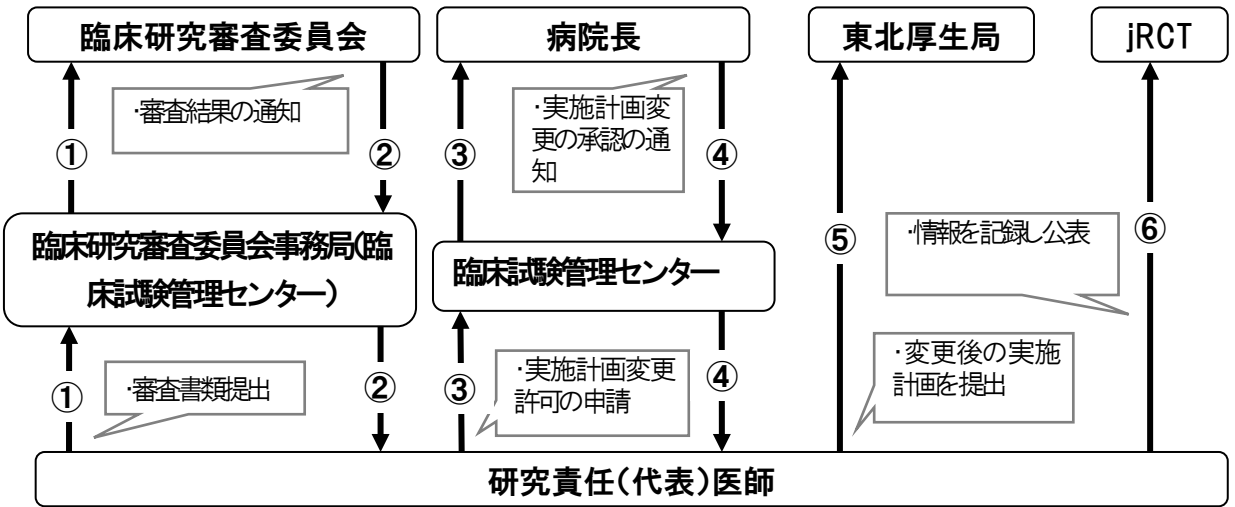 臨床研究審査委員会
病院長
東北厚生局
jRCT
・審査結果の通知
・実施計画変
更の承認の通
知
①
②
③
④
臨床研究審査委員会事務局(臨
床試験管理センター)
臨床試験管理センター
⑤
・情報を記録し公表
⑥
①
・審査書類提出
②
③
・実施計画変更
許可の申請
④
・変更後の実施
計画を提出
研究責任(代表)医師